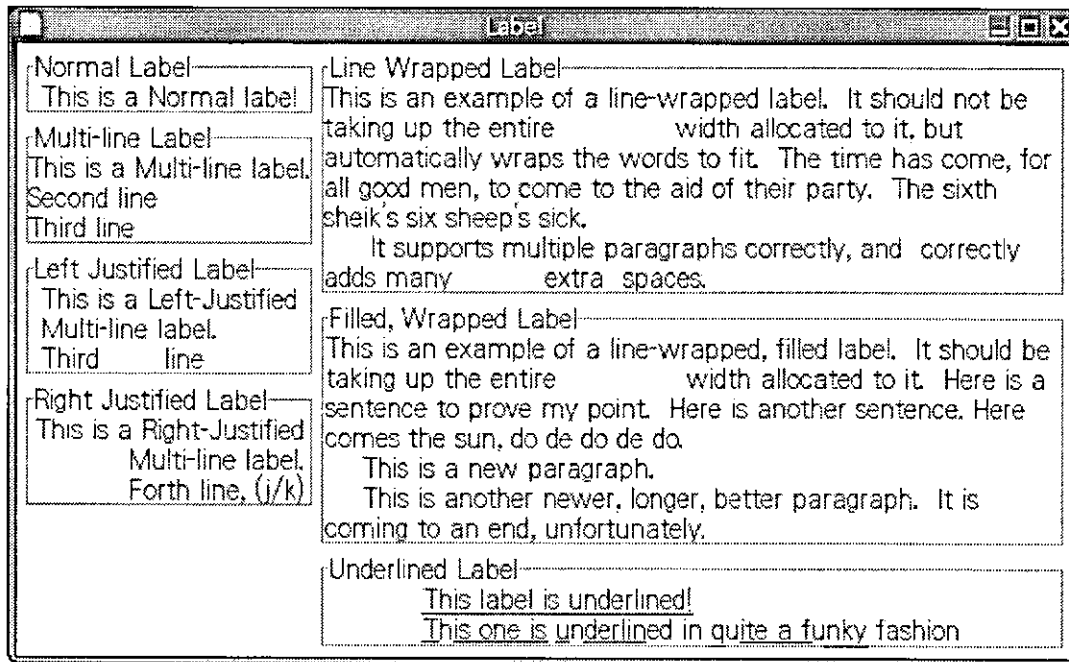 Label
Normal Label
This is a Normal label
Multi-line Label
This is a Multi-line label.
Second line
Third line
Left Justified Label
This is a Left-Justified
Multi-line label.
Third      line
Right Justified Label
This is a Right-Justified
Multi-line label.
Forth line, (j/k)
Line Wrapped Label
This is an example of a line-wrapped label.  It should not be
taking up the entire             width allocated to it, but
automatically wraps the words to fit.  The time has come, for
all good men, to come to the aid of their party.  The sixth
sheik's six sheep's sick.
     It supports multiple paragraphs correctly, and  correctly
adds many          extra  spaces.
Filled, Wrapped Label
This is an example of a line-wrapped, filled label.  It should be
taking up the entire              width allocated to it.  Here is a
sentence to prove my point.  Here is another sentence. Here
comes the sun, do de do de do.
    This is a new paragraph.
    This is another newer, longer, better paragraph.  It is
coming to an end, unfortunately.
Underlined Label
This label is underlined!
This one is underlined in quite a funky fashion